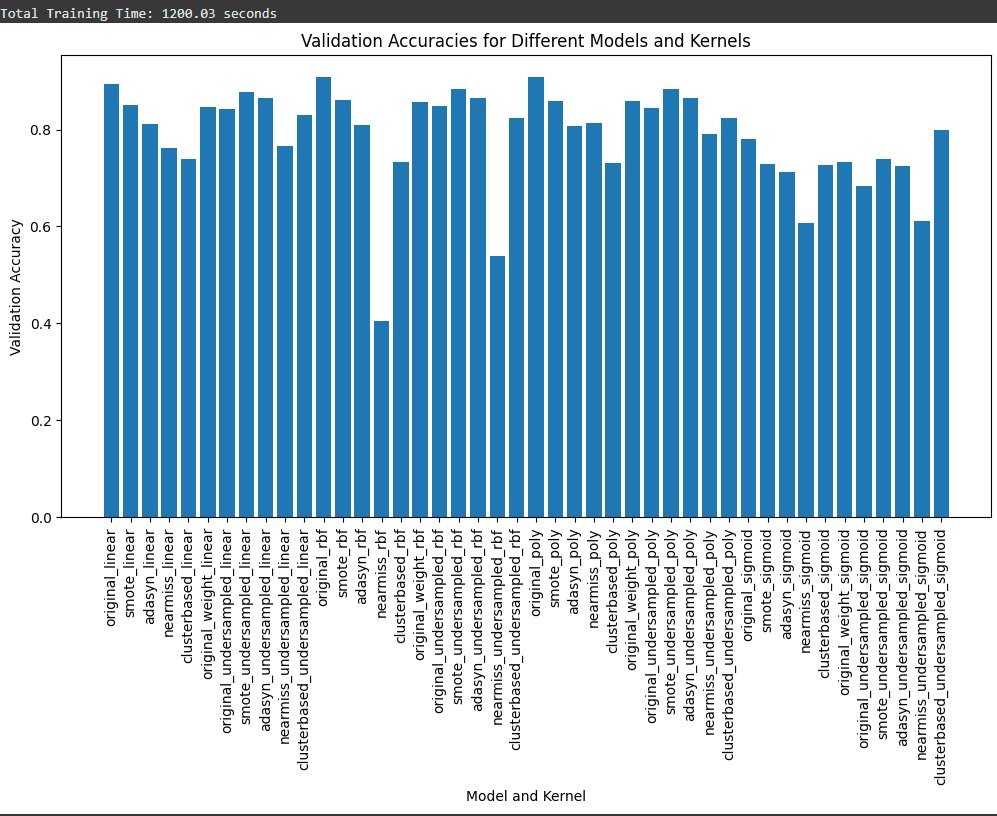 Total Training Time: 1200.03 seconds
Validation Accuracies for Different Models and Kernels
Validation Accuracy
0.8
0.6
0.4
0.2
0.0
original_linear
smote_linear
adasyn_linear
nearmiss_linear
clusterbased_linear
original_weight_linear
original_undersampled_linear
smote_undersampled_linear
adasyn_undersampled_linear
nearmiss_undersampled_linear
clusterbased_undersampled_linear
original_rbf
smote_rbf
adasyn_rbf
nearmiss_rbf
clusterbased_rbf
original_weight_rbf
original_undersampled_rbf
smote_undersampled_rbf
adasyn_undersampled_rbf
nearmiss_undersampled_rbf
clusterbased_undersampled_rbf
original_poly
smote_poly
adasyn_poly
nearmiss_poly
clusterbased_poly
original_weight_poly
original_undersampled_poly
smote_undersampled_poly
adasyn_undersampled_poly
nearmiss_undersampled_poly
clusterbased_undersampled_poly
original_sigmoid
smote_sigmoid
adasyn_sigmoid
nearmiss_sigmoid
clusterbased_sigmoid
original_weight_sigmoid
original_undersampled_sigmoid
smote_undersampled_sigmoid
adasyn_undersampled_sigmoid
nearmiss_undersampled_sigmoid
clusterbased_undersampled_sigmoid
Model and Kernel